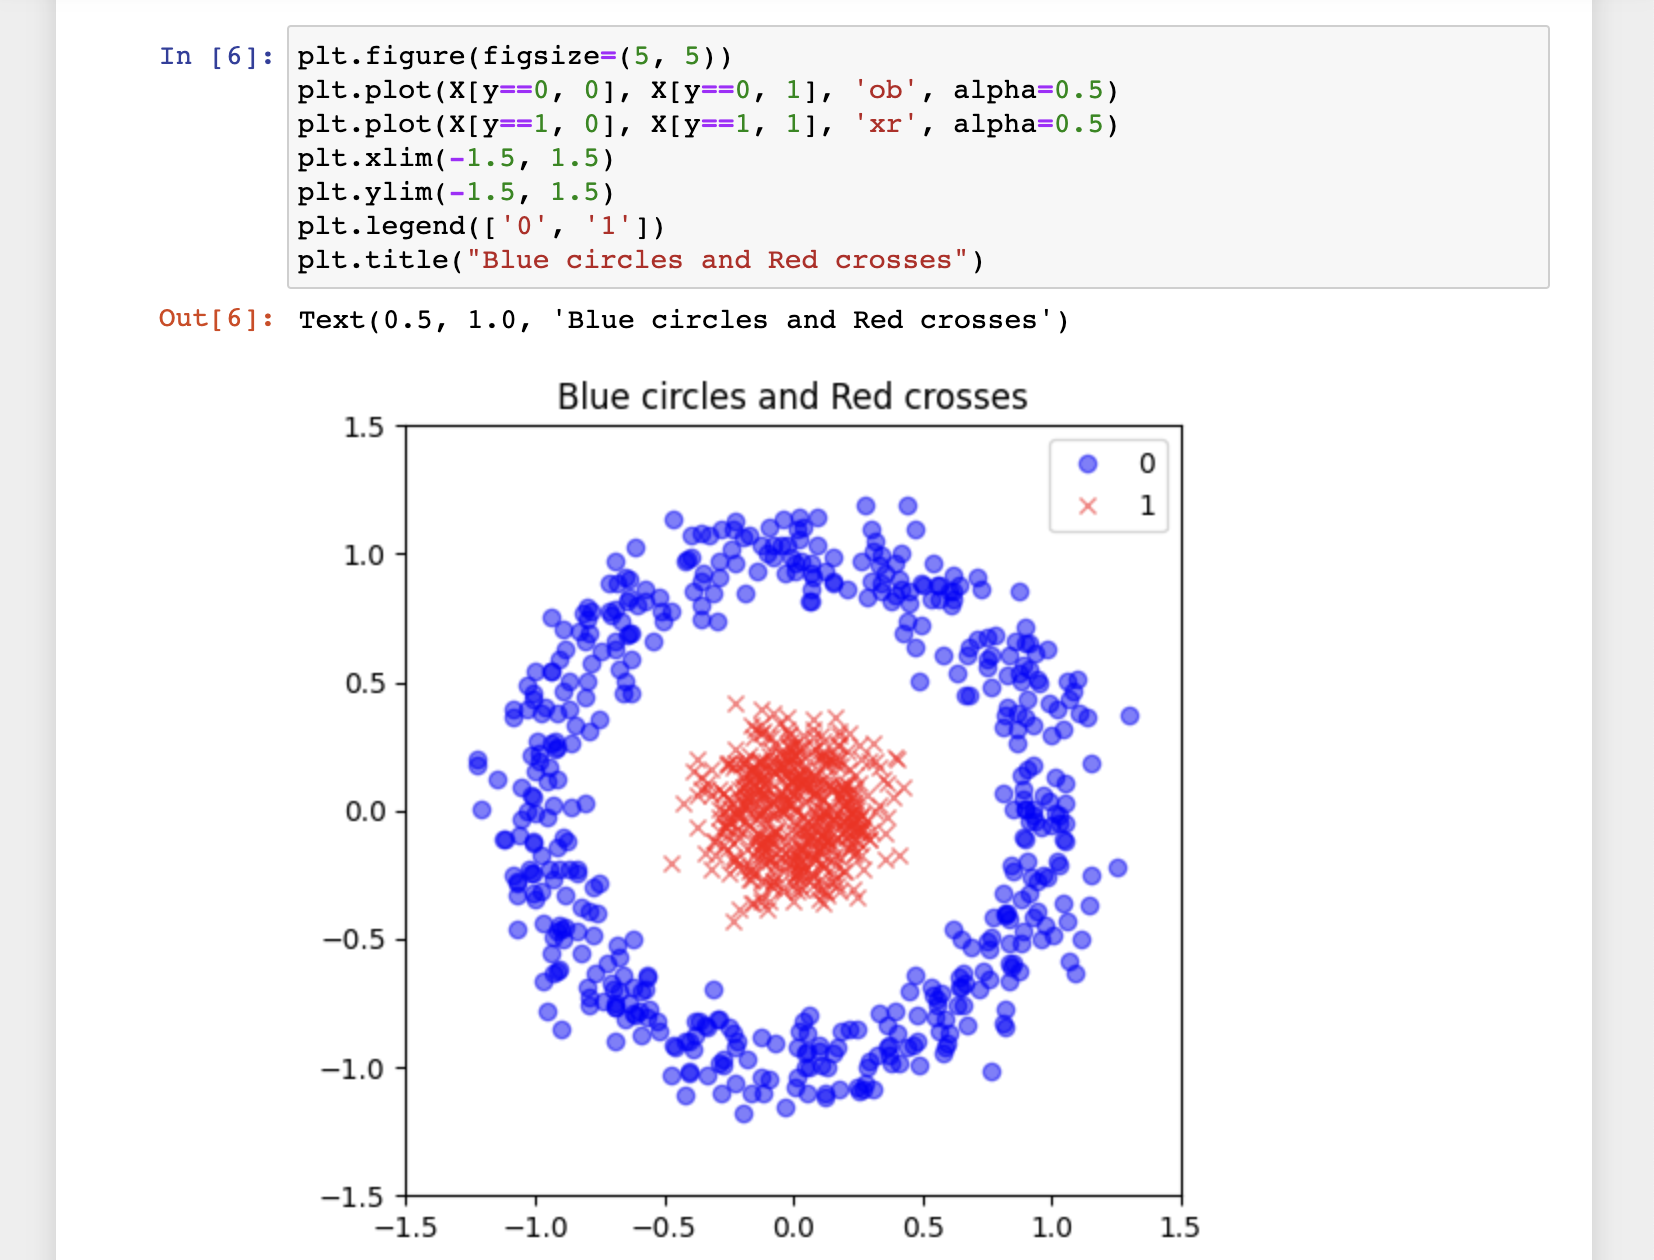 In [6]:
plt.figure(figsize=(5, 5))
plt.plot(X[y==0, 0], X[y==0, 1], 'ob', alpha=0.5)
plt.plot(X[y==1, 0], X[y==1, 1], 'xr', alpha=0.5)
plt.xlim(-1.5, 1.5)
plt.ylim(-1.5, 1.5)
plt.legend(['0', '1'])
plt.title("Blue circles and Red crosses")
Out[6]: Text(0.5, 1.0, 'Blue circles and Red crosses')
Blue circles and Red crosses
1.5
1.0
0.5
0.0
−0.5
−1.0
−1.5
0
1
−1.5 −1.0 −0.5 0.0 0.5 1.0 1.5